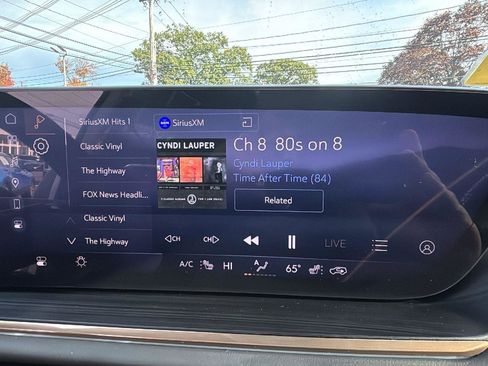 SiriusXM Hits 1
SiriusXM
Classic Vinyl
CYNDI LAUPER
Ch 8 80s on 8
Cyndi Lauper
The Highway
Time After Time (84)
FOX News Headli...
Related
Classic Vinyl
The Highway
CH
CH
LIVE
A/C
HI
A
65°